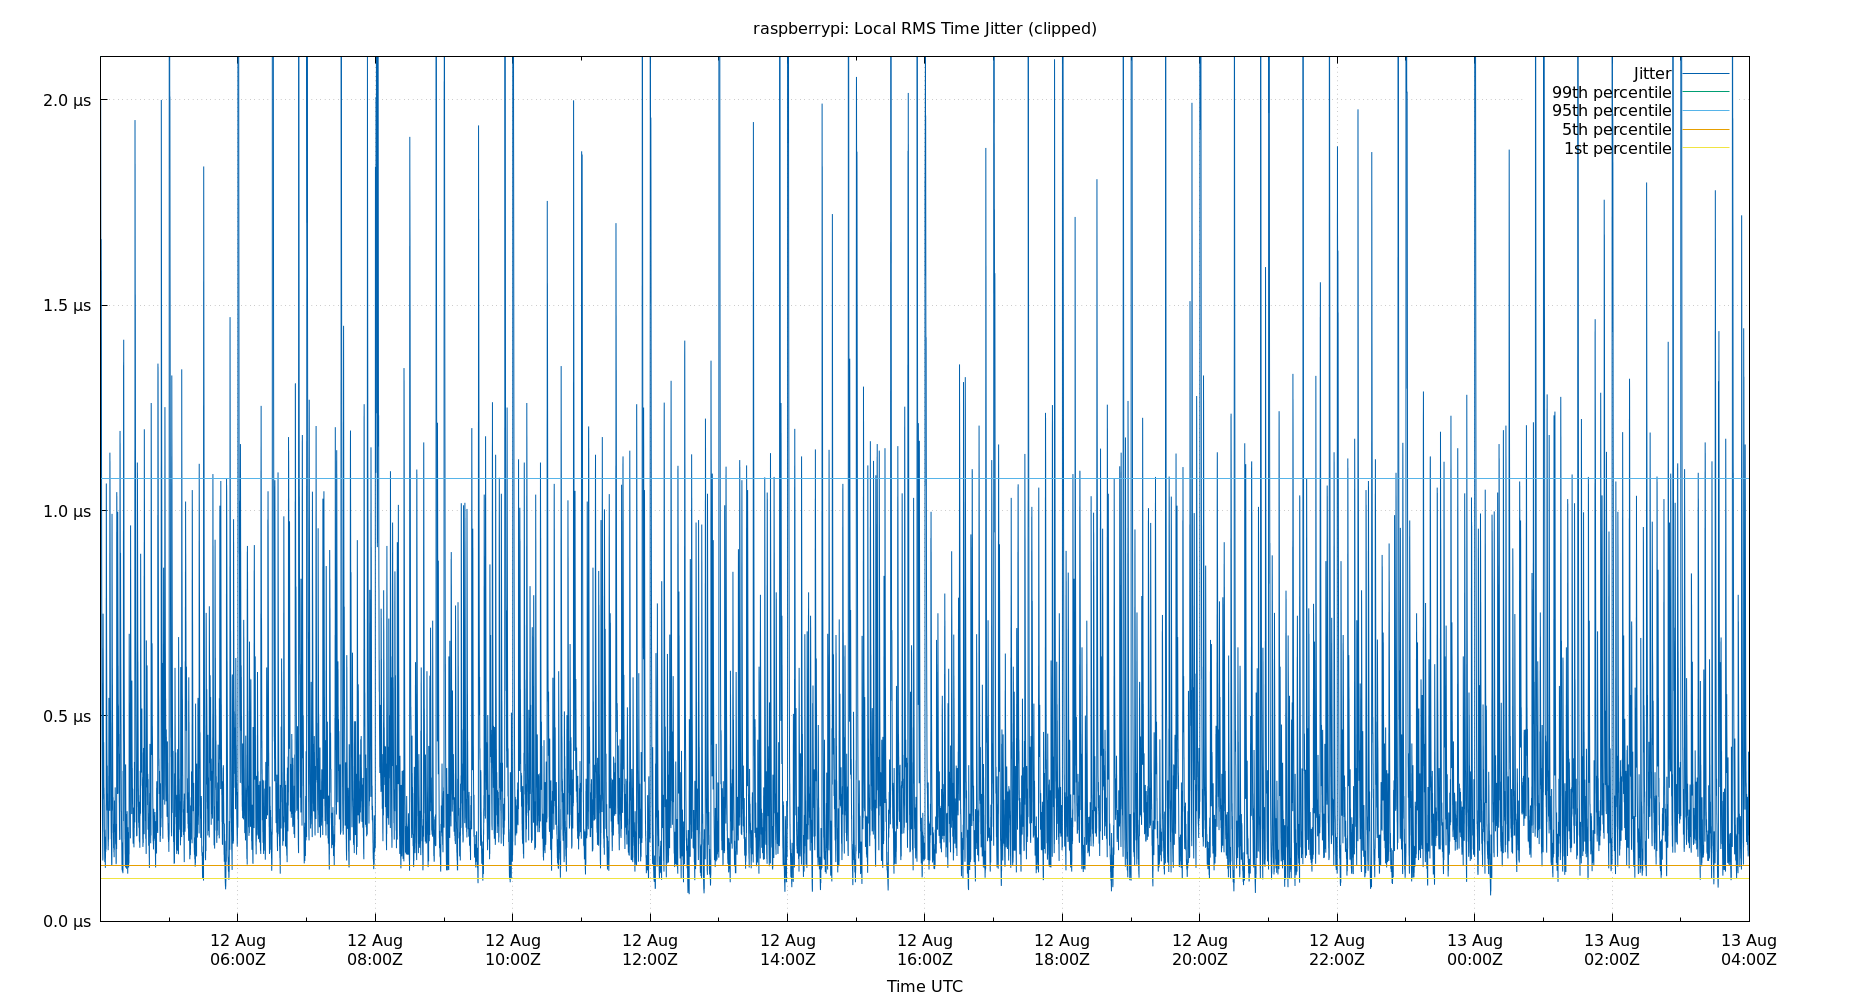 raspberrypi: Local RMS Time Jitter (clipped)
Jitter
99th percentile
95th percentile
5th percentile
1st percentile
2.0 µs
1.5 µs
1.0 µs
0.5 µs
0.0 µs
12 Aug 12 Aug 12 Aug 12 Aug 12 Aug 12 Aug 12 Aug 12 Aug 12 Aug 13 Aug 13 Aug 13 Aug
06:00Z 08:00Z 10:00Z 12:00Z 14:00Z 16:00Z 18:00Z 20:00Z 22:00Z 00:00Z 02:00Z 04:00Z
Time UTC